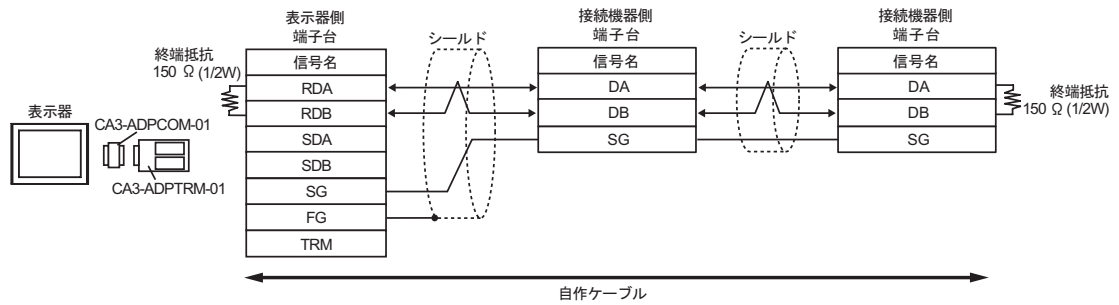 表示器
CA3-ADPCOM-01
CA3-ADPTRM-01
終端抵抗
150 Ω (1/2W)
表示器側
端子台
信号名
RDA
RDB
SDA
SDB
SG
FG
TRM
シールド
接続機器側
端子台
信号名
DA
DB
SG
シールド
接続機器側
端子台
信号名
DA
DB
SG
終端抵抗
150 Ω (1/2W)
自作ケーブル